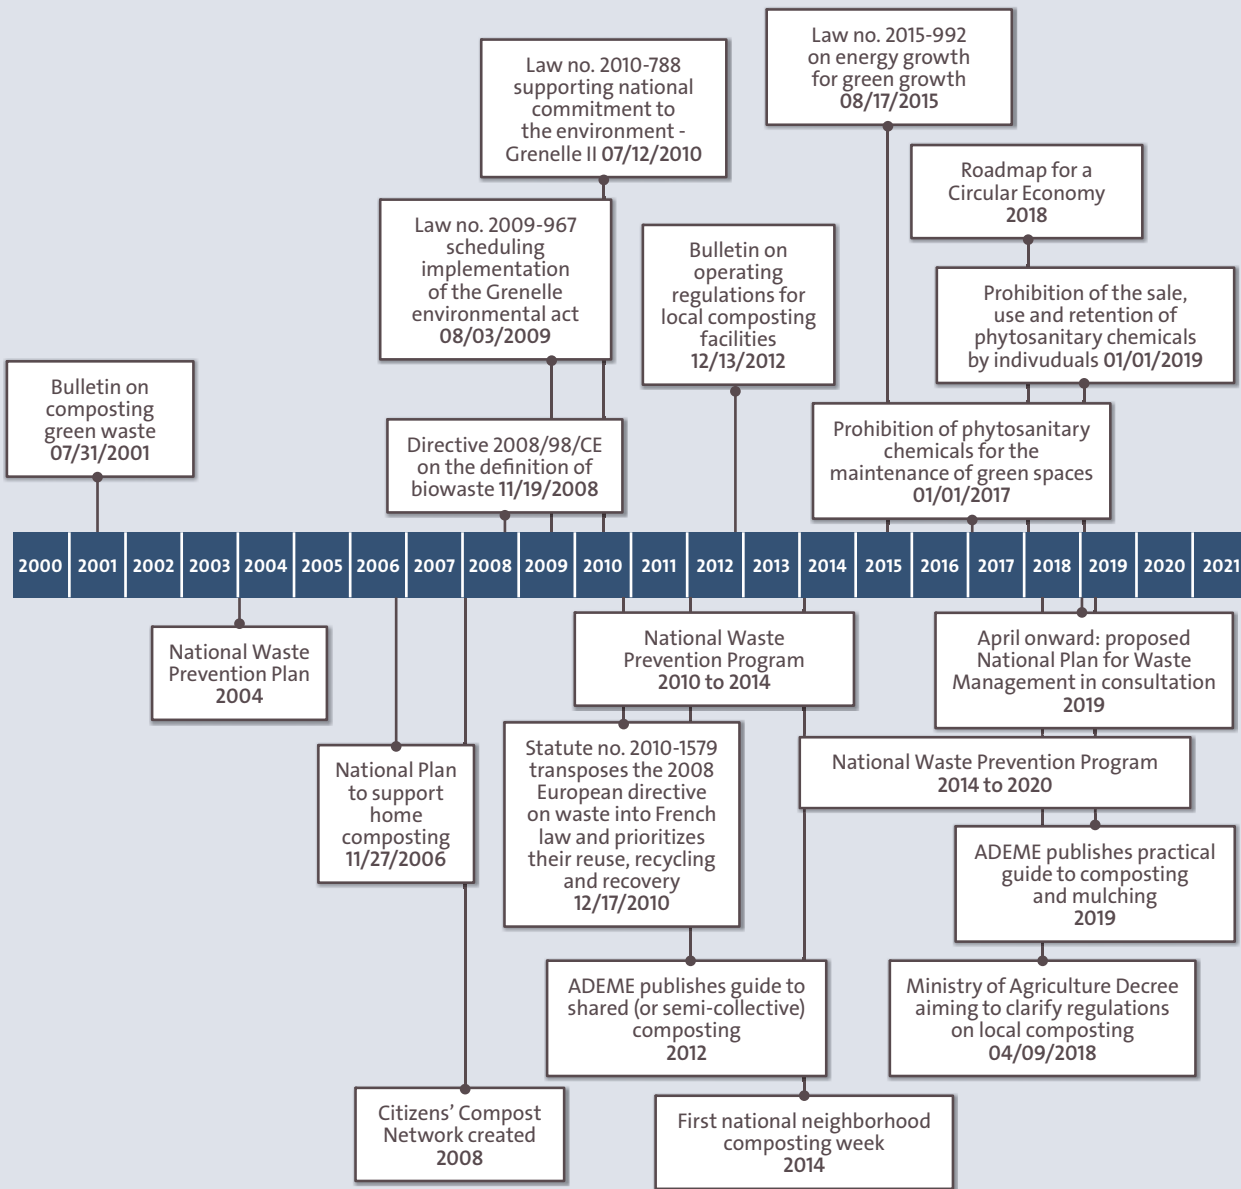 Law no. 2015-992
on energy growth
for green growth
08/17/2015
Law no. 2010-788
supporting national
commitment to
the environment -
Grenelle II 07/12/2010
Roadmap for a
Circular Economy
2018
Law no. 2009-967
scheduling
implementation
of the Grenelle
environmental act
08/03/2009
Bulletin on
operating
regulations for
local composting
facilities
12/13/2012
Prohibition of the sale,
use and retention of
phytosanitary chemicals
by indivuduals 01/01/2019
Bulletin on
composting
green waste
07/31/2001
Directive 2008/98/CE
on the definition of
biowaste 11/19/2008
Prohibition of phytosanitary
chemicals for the
maintenance of green spaces
01/01/2017
2000 2001 2002 2003 2004 2005 2006 2007 2008 2009 2010 2011 2012 2013 2014 2015 2016 2017 2018 2019 2020 2021
National Waste
Prevention Plan
2004
National Waste
Prevention Program
2010 to 2014
April onward: proposed
National Plan for Waste
Management in consultation
2019
National Plan
to support
home
composting
11/27/2006
Statute no. 2010-1579
transposes the 2008
European directive
on waste into French
law and prioritizes
their reuse, recycling
and recovery
12/17/2010
National Waste Prevention Program
2014 to 2020
ADEME publishes practical
guide to composting
and mulching
2019
ADEME publishes guide to
shared (or semi-collective)
composting
2012
Ministry of Agriculture Decree
aiming to clarify regulations
on local composting
04/09/2018
Citizens' Compost
Network created
2008
First national neighborhood
composting week
2014